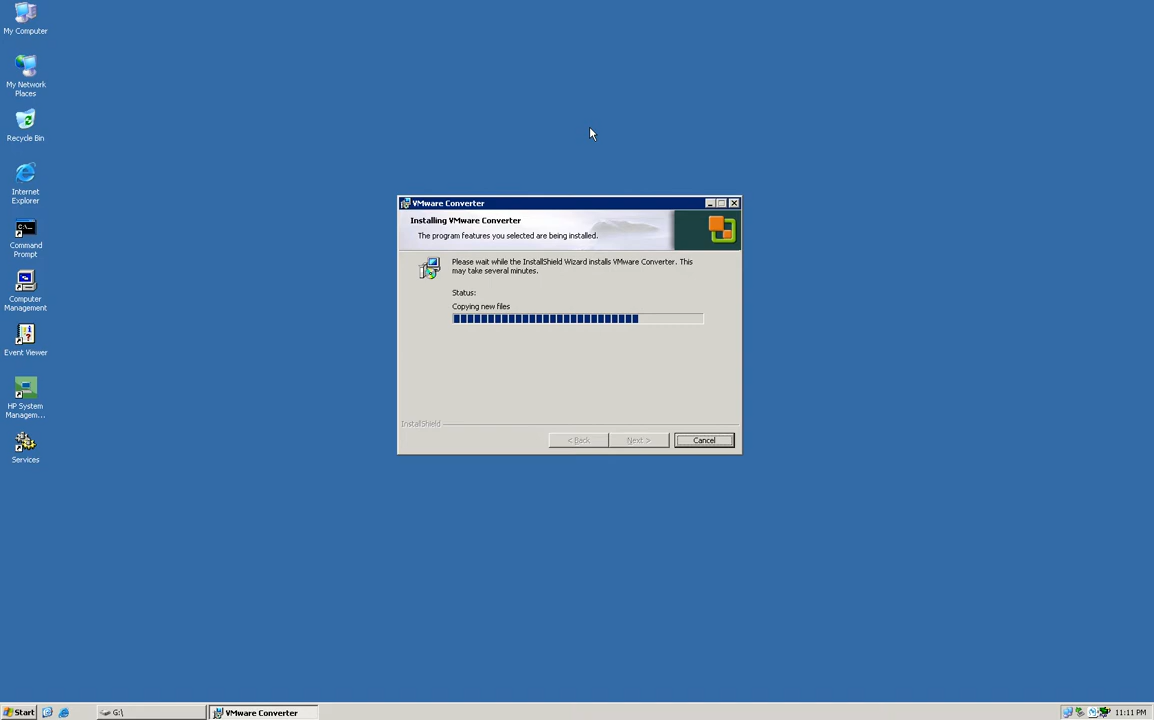 My Computer
My Network
Places
Recycle Bin
Internet
Explorer
C:\...
Command
Prompt
Computer
Management
Event Viewer
HP System
Managem...
Services
VMware Converter
Installing VMware Converter
The program features you selected are being installed.
Please wait while the InstallShield Wizard installs VMware Converter. This
may take several minutes.
Status:
Copying new files
InstallShield
< Back
Next >
Cancel
Start
G:\
VMware Converter
11:11 PM